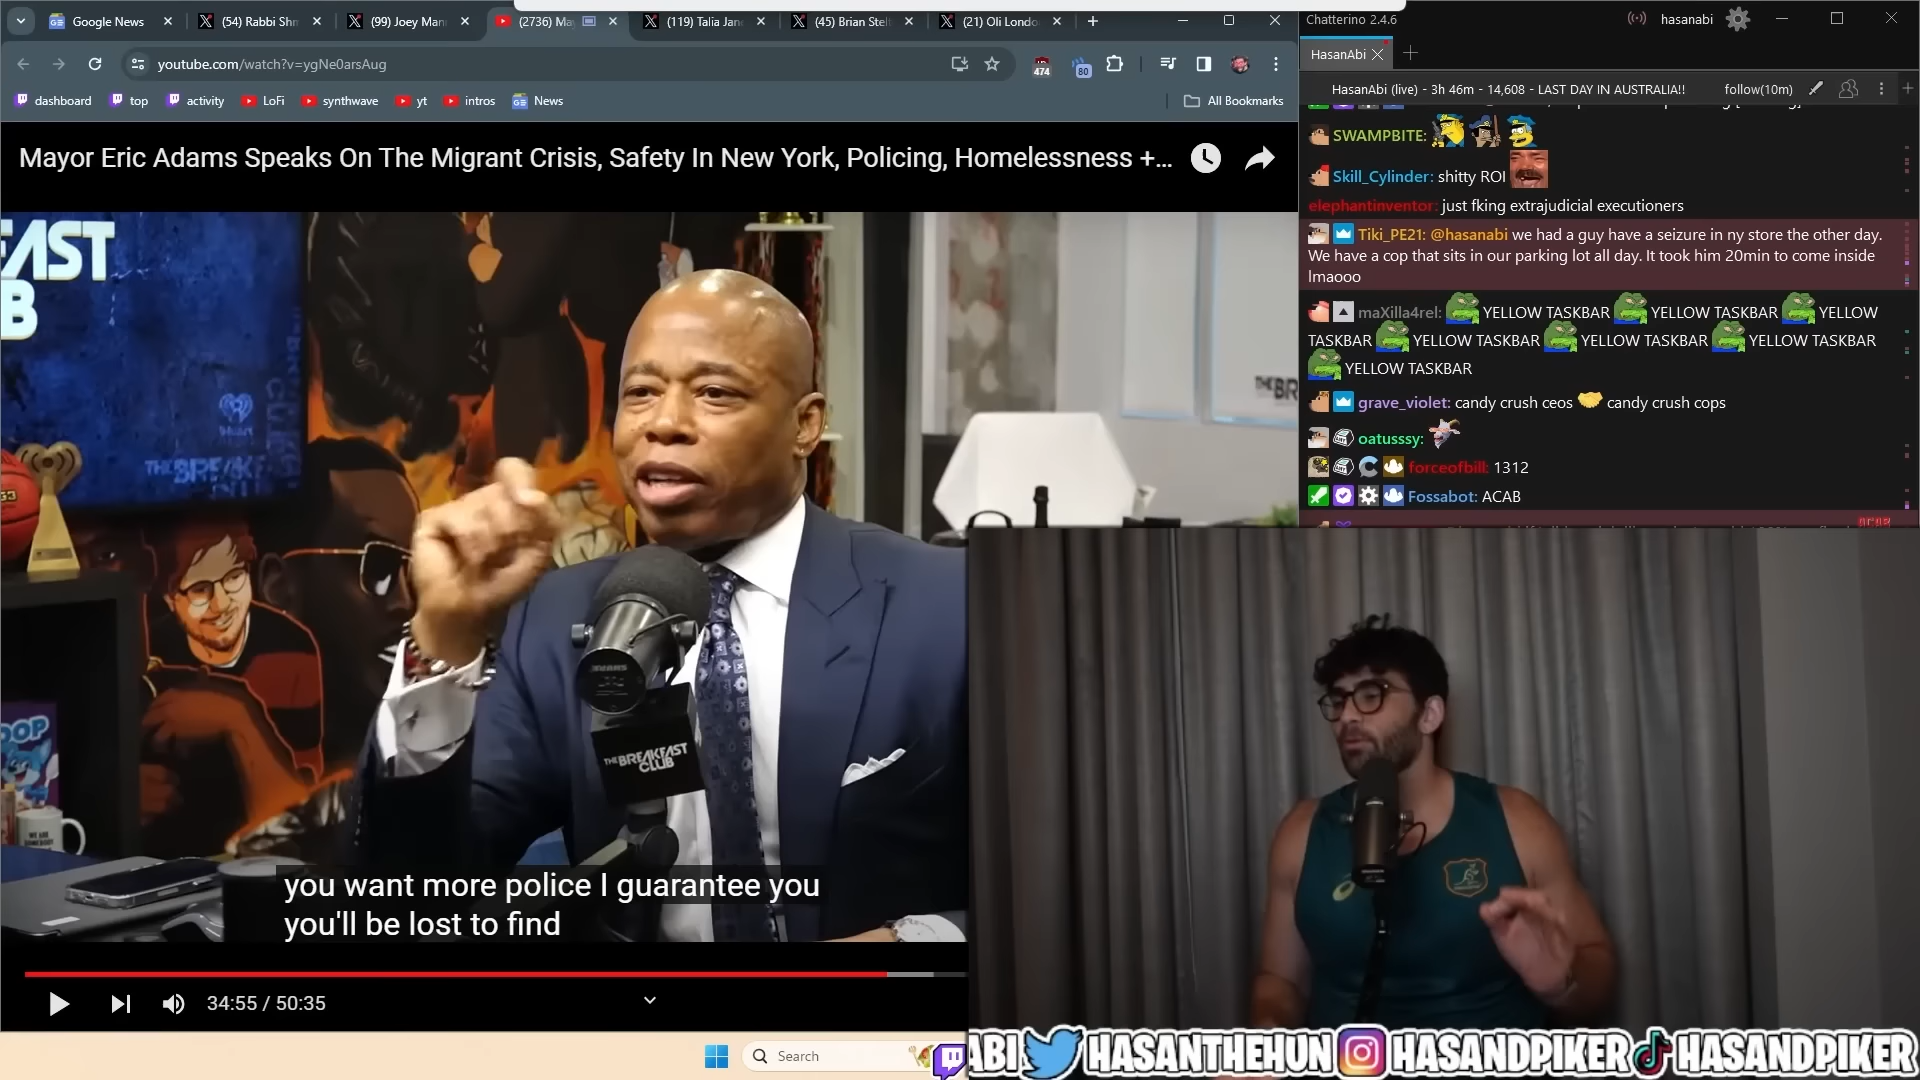 Google News
(54) Rabbi Shm
(99) Joey Man
(2736) Ma
(119) Talia Jan
(45) Brian Stelt
(21) Oli Londo
youtube.com/watch?v=ygNe0arsAug
474
80
dashboard
top
activity
LoFi
synthwave
yt
intros
News
All Bookmarks
Mayor Eric Adams Speaks On The Migrant Crisis, Safety In New York, Policing, Homelessness +...
THE BREAKFAST
CLUB
you want more police I guarantee you
you'll be lost to find
34:55 / 50:35
Search
Chatterino 2.4.6
hasanabi
HasanAbi
HasanAbi (live) - 3h 46m - 14,608 - LAST DAY IN AUSTRALIA!!
follow(10m)
SWAMPBITE:
Skill_Cylinder: shitty ROI
elephantinventor: just fking extrajudicial executioners
Tiki_PE21: @hasanabi we had a guy have a seizure in ny store the other day.
We have a cop that sits in our parking lot all day. It took him 20min to come inside
lmaooo
maXilla4rel: YELLOW TASKBAR YELLOW TASKBAR YELLOW
TASKBAR YELLOW TASKBAR YELLOW TASKBAR YELLOW TASKBAR
YELLOW TASKBAR
grave_violet: candy crush ceos candy crush cops
oatusssy:
forceofbill: 1312
Fossabot: ACAB
ABI HASANTHEHUN HASANDPIKER HASANDPIKER